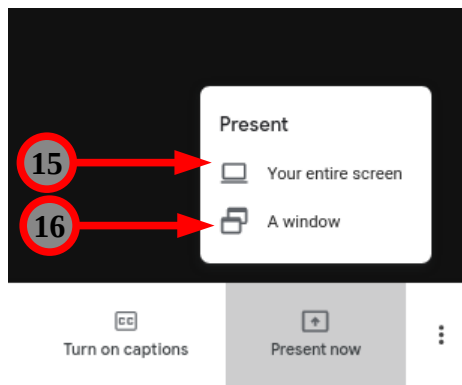 Present
15
Your entire screen
16
A window
CC
Turn on captions
Present now